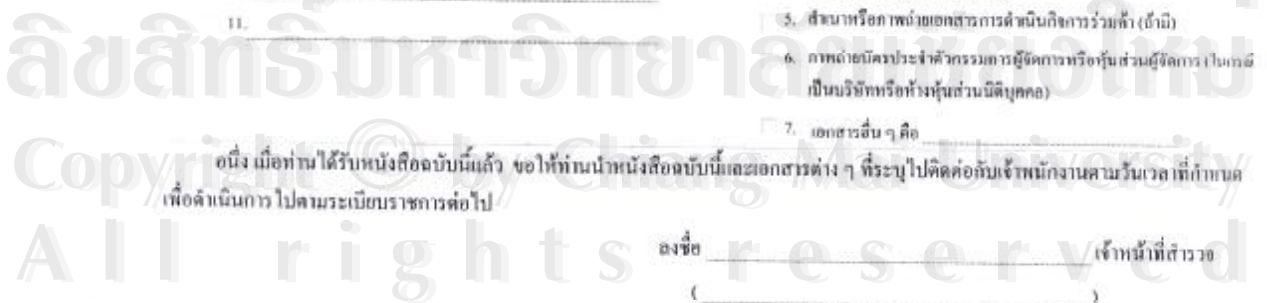 11.
5. สำเนาหรือภาพถ่ายเอกสารการดำเนินกิจการร่วมค้า (ถ้ามี)
6. ภาพถ่ายบัตรประจำตัวกรรมการผู้จัดการหรือหุ้นส่วนผู้จัดการ (ในกรณี
เป็นบริษัทหรือห้างหุ้นส่วนนิติบุคคล)
7. เอกสารอื่น ๆ คือ
อนึ่ง เมื่อท่านได้รับหนังสือฉบับนี้แล้ว ขอให้ท่านนำหนังสือฉบับนี้และเอกสารต่าง ๆ ที่ระบุไปติดต่อกับเจ้าพนักงานตามวันเวลาที่กำหนด
เพื่อดำเนินการไปตามระเบียบราชการต่อไป
ลงชื่อ เจ้าหน้าที่สำรวจ
( )
ลิขสิทธิ์มหาวิทยาลัยเชียงใหม่
Copyright © by Chiang Mai University
All rights reserved